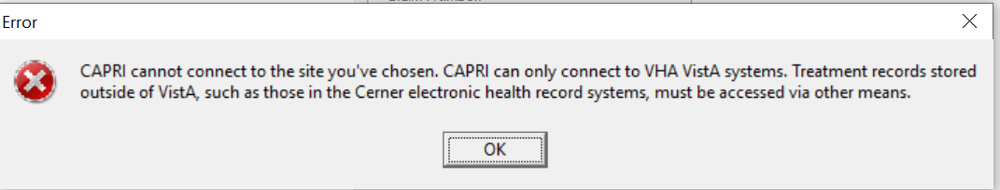 Error
CAPRI cannot connect to the site you've chosen. CAPRI can only connect to VHA VistA systems. Treatment records stored
outside of VistA, such as those in the Cerner electronic health record systems, must be accessed via other means.
OK